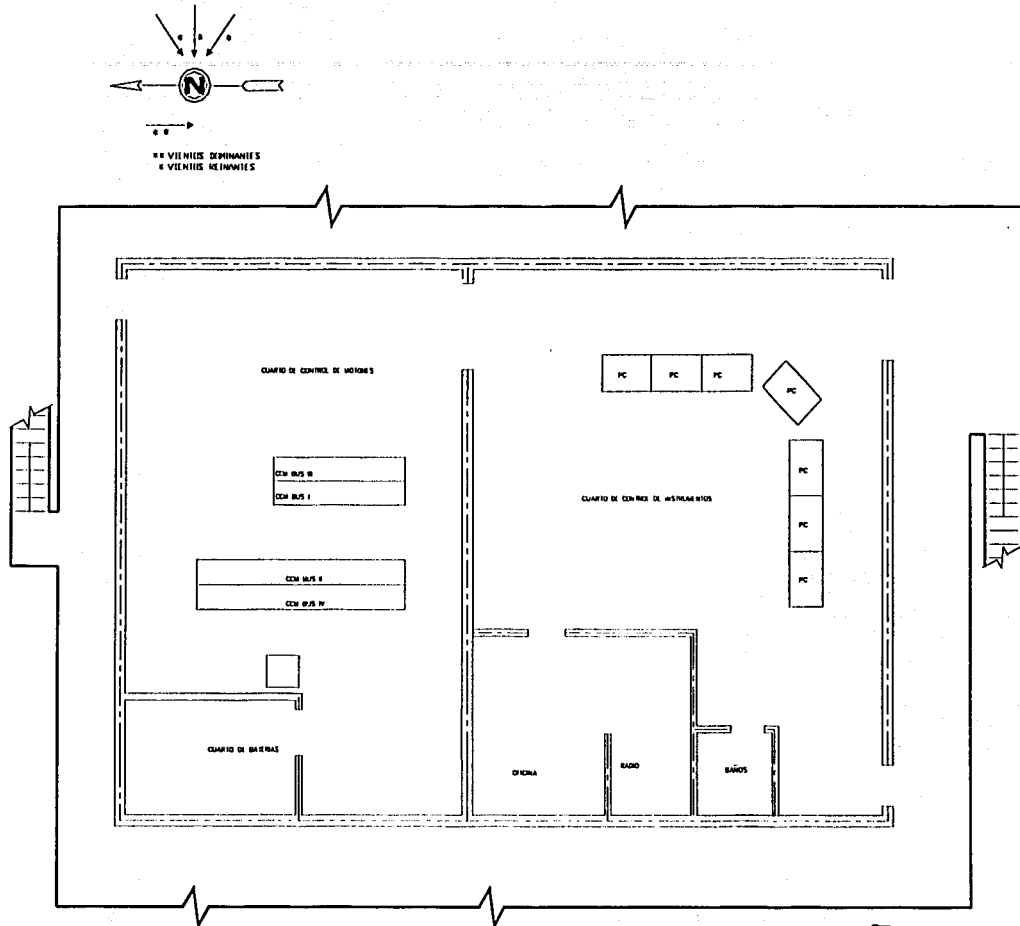 * * *
N
* *
** VIENTOS DOMINANTES
* VIENTOS REINANTES
CUARTO DE CONTROL DE MOTORES
PC PC PC
PC
CCM BUS III
CCM BUS I
PC
CUARTO DE CONTROL DE INSTRUMENTOS
PC
CCM BUS II
CCM BUS IV
PC
CUARTO DE BATERIAS
OFICINA
RADIO
BAÑOS